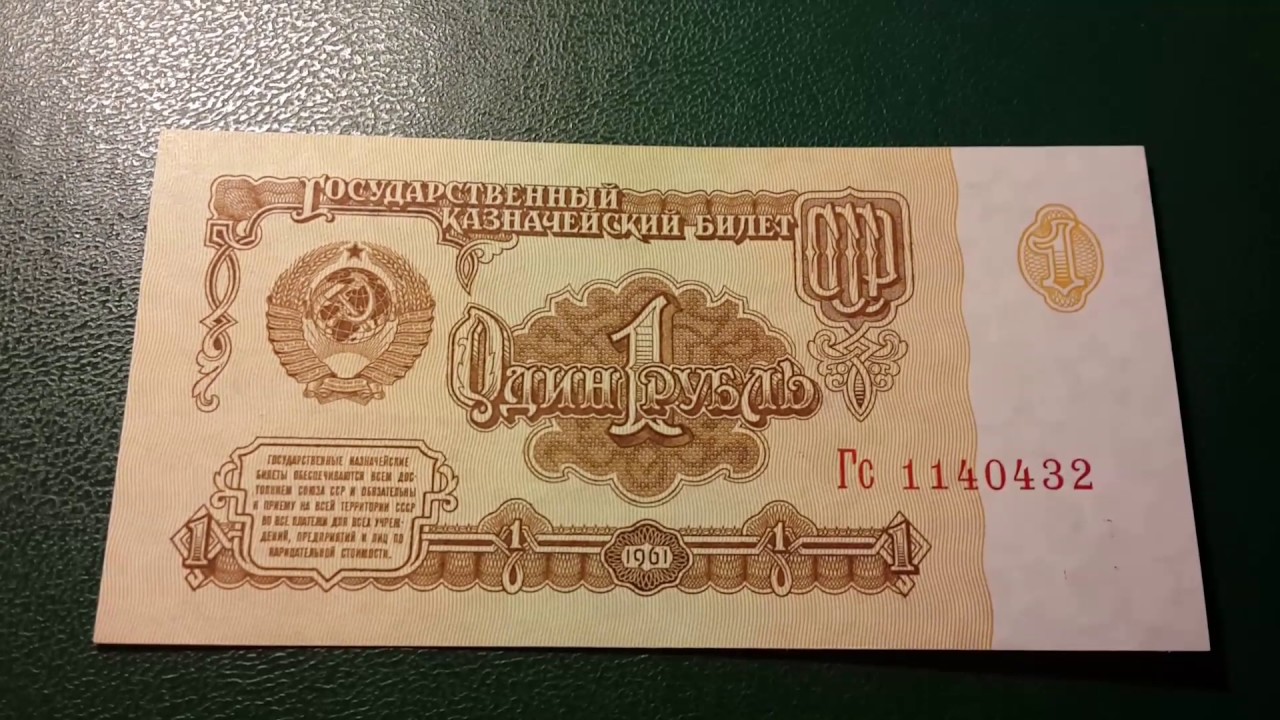 Государственный
казначейский билет
СССР
1
Один 1 рубль
Гс 1140432
ГОСУДАРСТВЕННЫЕ КАЗНАЧЕЙСКИЕ
БИЛЕТЫ ОБЕСПЕЧИВАЮТСЯ ВСЕМ ДОС-
ТОЯНИЕМ СОЮЗА ССР И ОБЯЗАТЕЛЬНЫ
К ПРИЕМУ НА ВСЕЙ ТЕРРИТОРИИ СССР
ВО ВСЕ ПЛАТЕЖИ ДЛЯ ВСЕХ УЧРЕЖ-
ДЕНИЙ, ПРЕДПРИЯТИЙ И ЛИЦ ПО
НАРИЦАТЕЛЬНОЙ СТОИМОСТИ.
1 1 1961 1 1